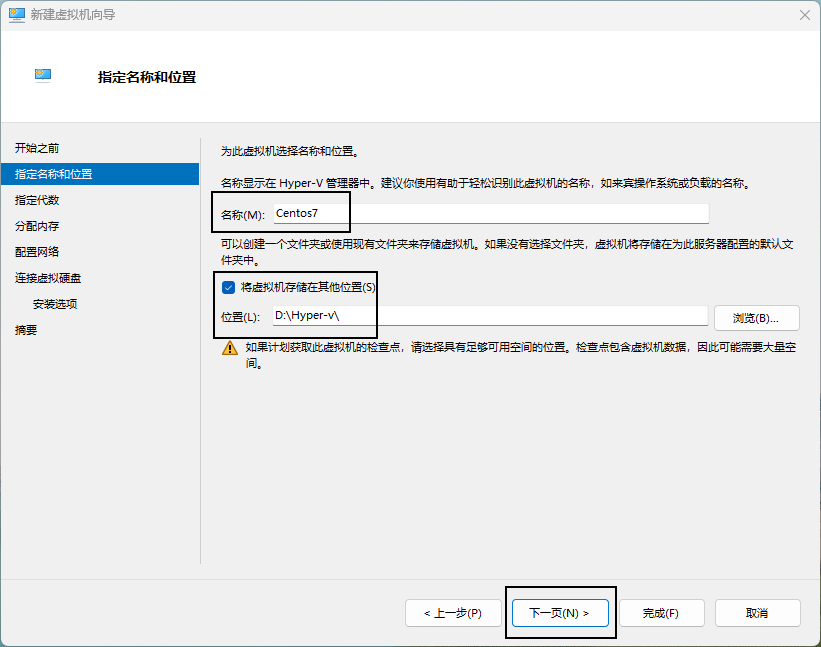 新建虚拟机向导
指定名称和位置
开始之前
指定名称和位置
指定代数
分配内存
配置网络
连接虚拟硬盘
安装选项
摘要
为此虚拟机选择名称和位置。
名称显示在 Hyper-V 管理器中。建议你使用有助于轻松识别此虚拟机的名称，如来宾操作系统或负载的名称。
名称(M): Centos7
可以创建一个文件夹或使用现有文件夹来存储虚拟机。如果没有选择文件夹，虚拟机将存储在为此服务器配置的默认文
件夹中。
将虚拟机存储在其他位置(S)
位置(L): D:\Hyper-v\ 浏览(B)...
如果计划获取此虚拟机的检查点，请选择具有足够可用空间的位置。检查点包含虚拟机数据，因此可能需要大量空
间。
< 上一步(P) 下一页(N) > 完成(F) 取消